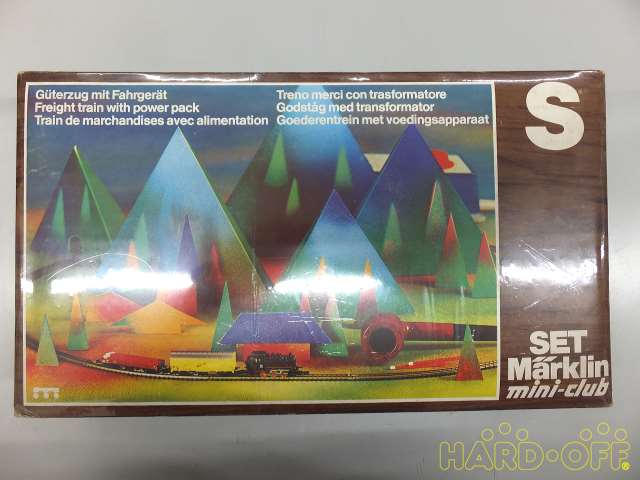 Güterzug mit Fahrgerät
Freight train with power pack
Train de marchandises avec alimentation
Treno merci con trasformatore
Godståg med transformator
Goederentrein met voedingsapparaat
S
SET
Märklin
mini-club
HARD·OFF®